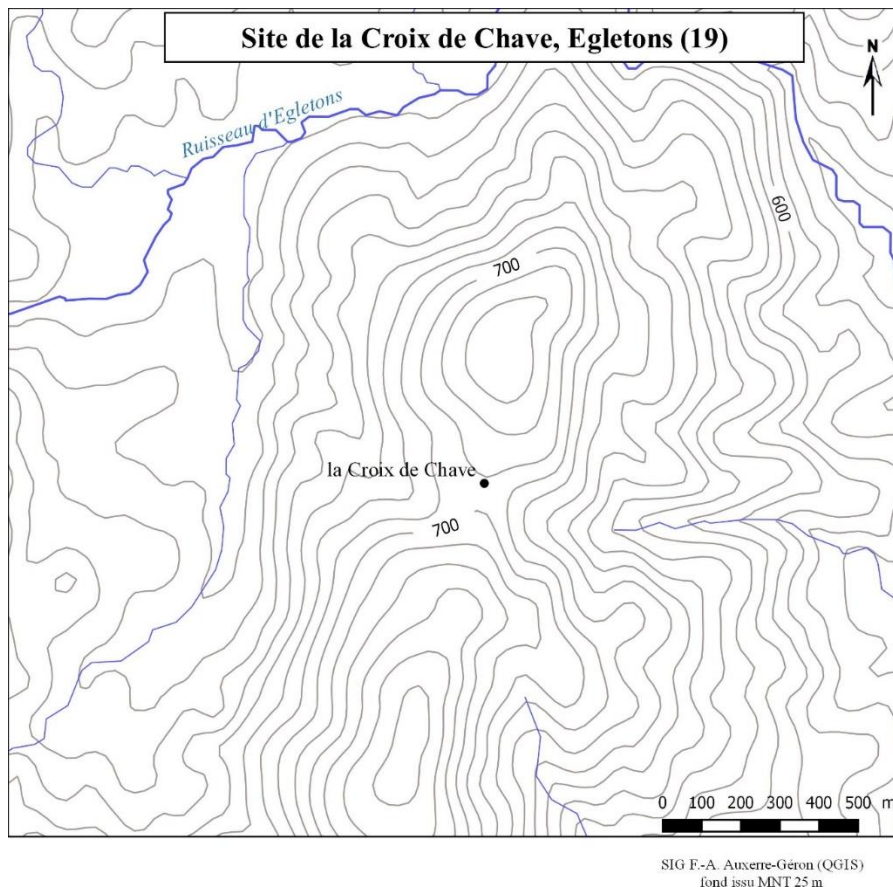 Site de la Croix de Chave, Egletons (19)
N
Ruisseau d'Egletons
600
700
la Croix de Chave
700
0 100 200 300 400 500 m
SIG F.-A. Auxerre-Géron (QGIS)
fond issu MNT 25 m